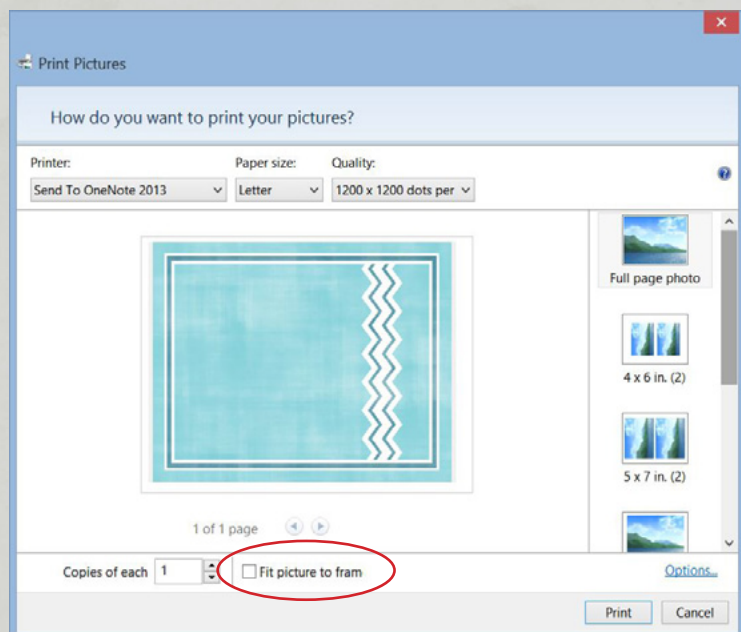 Print Pictures
How do you want to print your pictures?
Printer:
Paper size:
Quality:
Send To OneNote 2013
Letter
1200 x 1200 dots per
Full page photo
4 x 6 in. (2)
5 x 7 in. (2)
1 of 1 page
Copies of each 1
Fit picture to fram
Options...
Print
Cancel